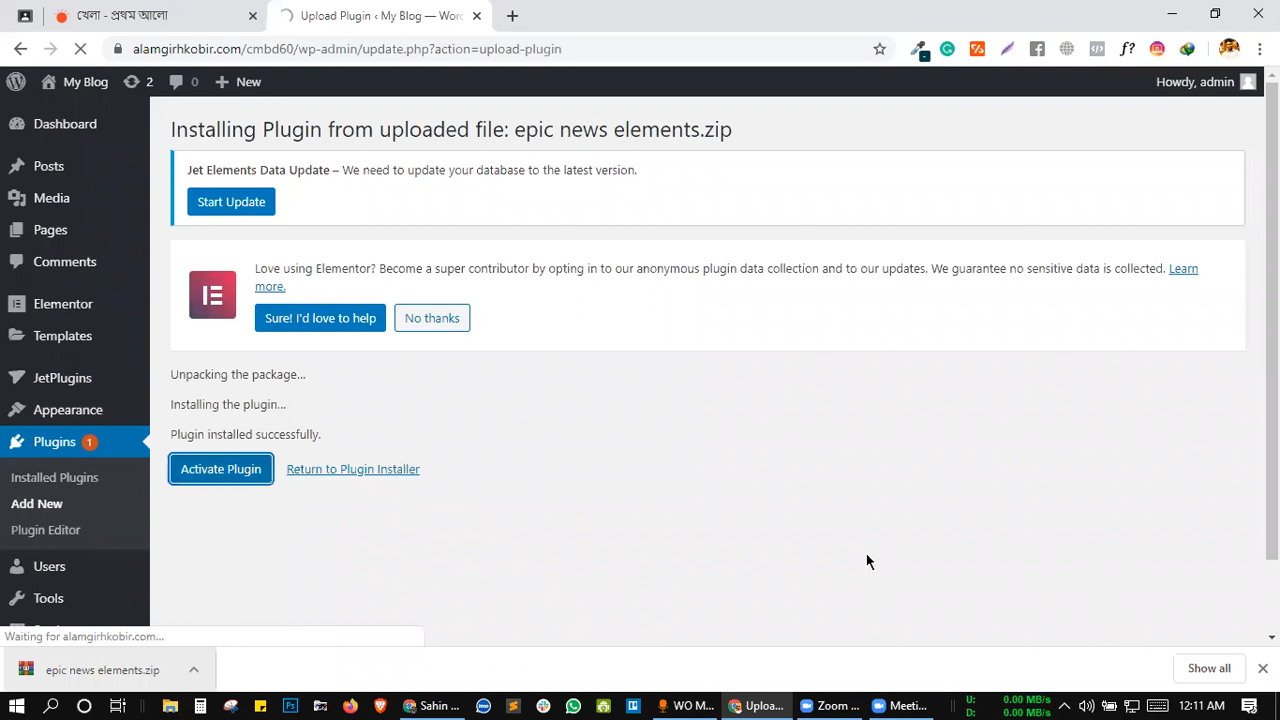 খেলা - প্রথম আলো
Upload Plugin ‹ My Blog — Wor
alamgirhkobir.com/cmbd60/wp-admin/update.php?action=upload-plugin
My Blog
2
0
New
Howdy, admin
Dashboard
Posts
Media
Pages
Comments
Elementor
Templates
JetPlugins
Appearance
Plugins 1
Installed Plugins
Add New
Plugin Editor
Users
Tools
Installing Plugin from uploaded file: epic news elements.zip
Jet Elements Data Update – We need to update your database to the latest version.
Start Update
Love using Elementor? Become a super contributor by opting in to our anonymous plugin data collection and to our updates. We guarantee no sensitive data is collected. Learn
more.
Sure! I'd love to help
No thanks
Unpacking the package...
Installing the plugin...
Plugin installed successfully.
Activate Plugin
Return to Plugin Installer
Waiting for alamgirhkobir.com...
epic news elements.zip
Show all
Sahin ...
WO M...
Uploa...
Zoom ...
Meeti...
U: 0.00 MB/s
D: 0.00 MB/s
12:11 AM